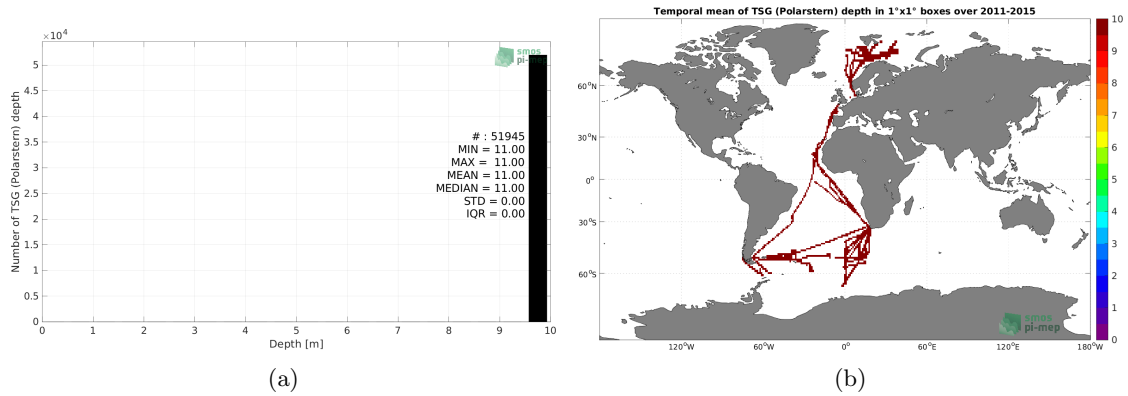 ×10⁴
5
4.5
4
3.5
3
2.5
2
1.5
1
0.5
0
Number of TSG (Polarstern) depth
smos
pi-mep
# : 51945
MIN = 11.00
MAX = 11.00
MEAN = 11.00
MEDIAN = 11.00
STD = 0.00
IQR = 0.00
0 1 2 3 4 5 6 7 8 9 10
Depth [m]
(a)
Temporal mean of TSG (Polarstern) depth in 1°x1° boxes over 2011-2015
60°N
30°N
0°
30°S
60°S
120°W 60°W 0° 60°E 120°E 180°W
smos
pi-mep
10
9
8
7
6
5
4
3
2
1
0
(b)